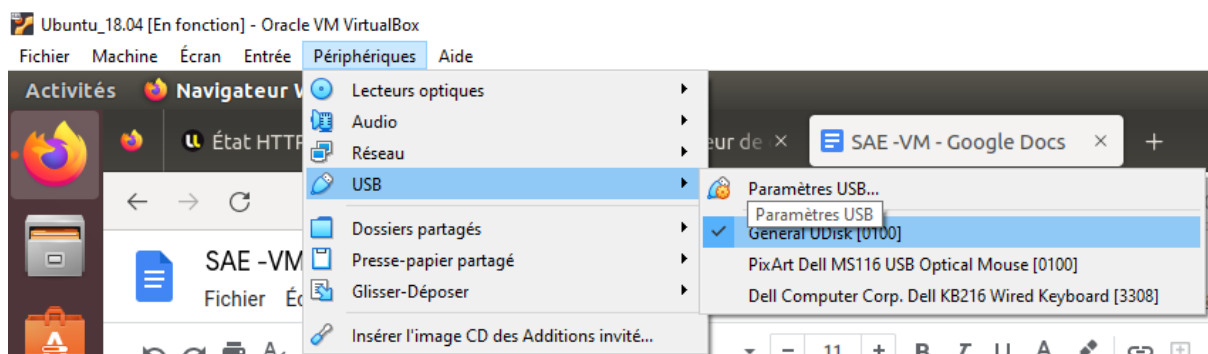 Ubuntu_18.04 [En fonction] - Oracle VM VirtualBox
Fichier Machine Écran Entrée Périphériques Aide
Activités Navigateur
Lecteurs optiques
Audio
Réseau
USB
Dossiers partagés
Presse-papier partagé
Glisser-Déposer
Insérer l'image CD des Additions invité...
État HTTP
eur de
SAE -VM - Google Docs
Paramètres USB...
Paramètres USB
General UDisk [0100]
PixArt Dell MS116 USB Optical Mouse [0100]
Dell Computer Corp. Dell KB216 Wired Keyboard [3308]
SAE -VM
Fichier
11 B I U A